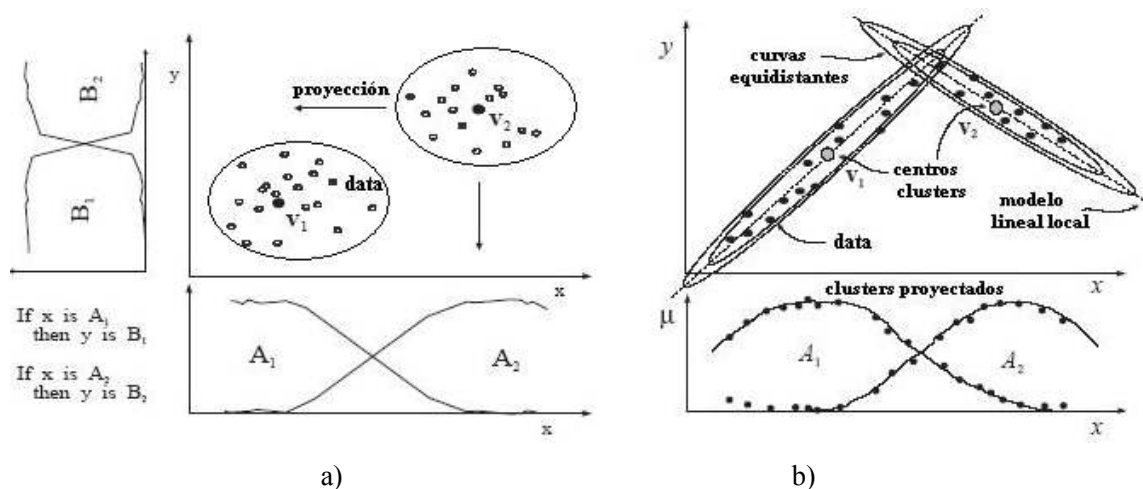 y
B₂
B₁
proyección
v₂
data
v₁
x
If x is A₁
then y is B₁
If x is A₂
then y is B₂
A₁
A₂
x
a)
y
curvas
equidistantes
v₂
centros
clusters
v₁
modelo
lineal local
data
x
clusters proyectados
μ
A₁
A₂
x
b)